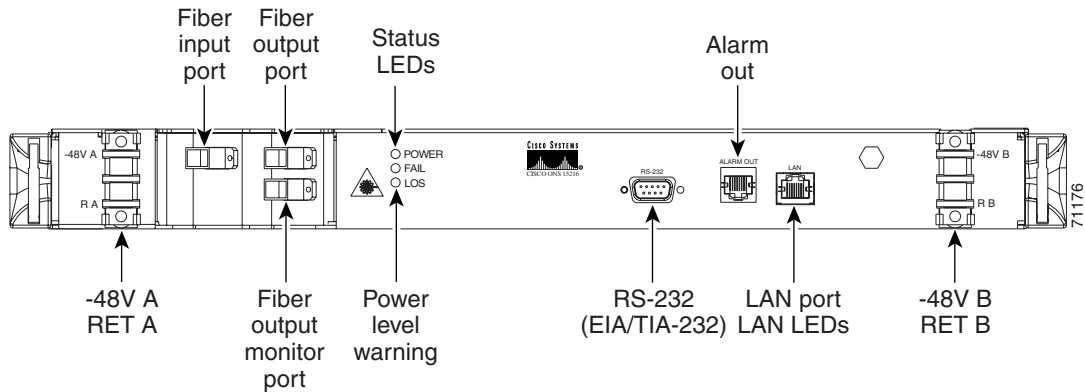 Fiber
input
port
Fiber
output
port
Status
LEDs
Alarm
out
-48V A
R A
POWER
FAIL
LOS
CISCO SYSTEMS
CISCO ONS 15216
RS-232
ALARM OUT
LAN
-48V B
R B
71176
-48V A
RET A
Fiber
output
monitor
port
Power
level
warning
RS-232
(EIA/TIA-232)
LAN port
LAN LEDs
-48V B
RET B